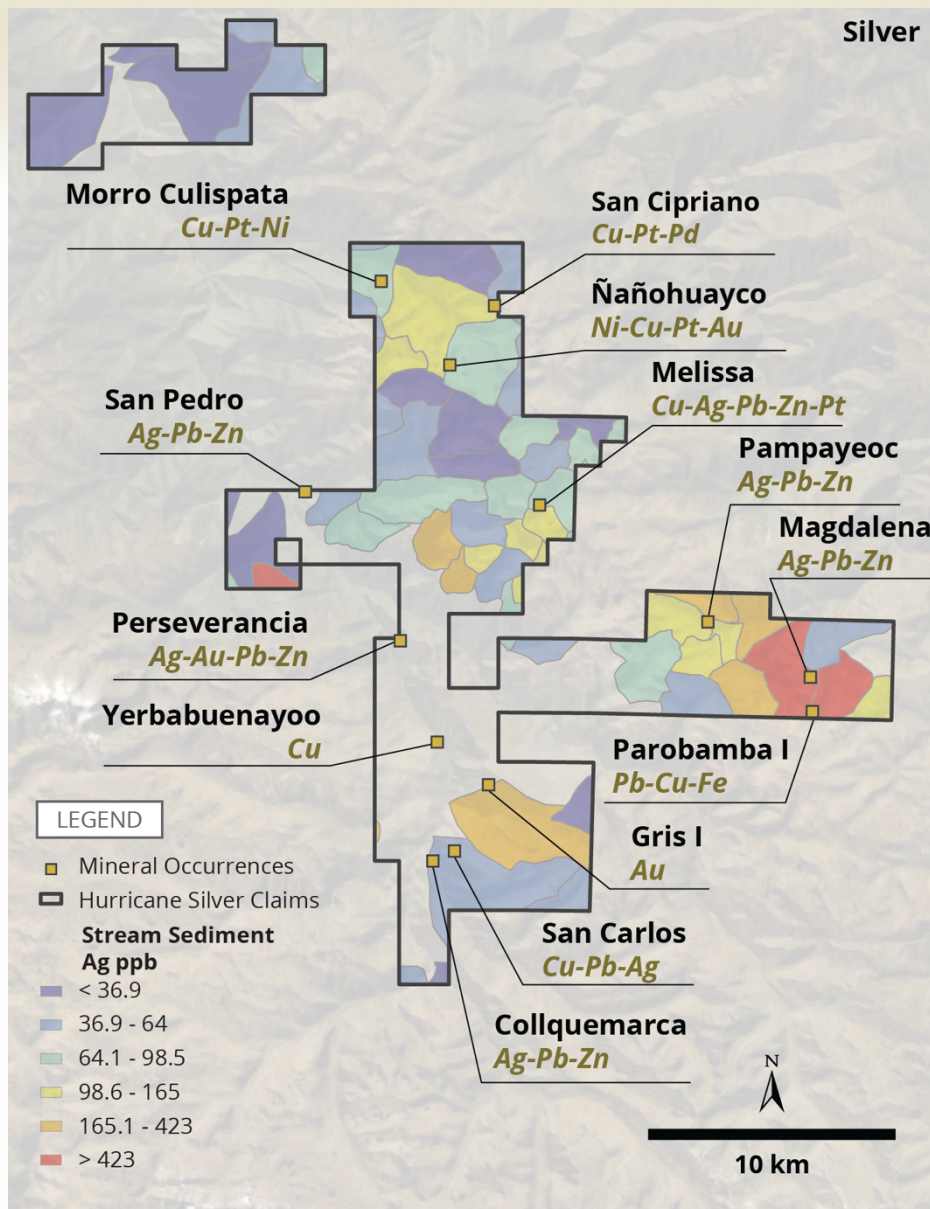 Silver
Morro Culispata
Cu-Pt-Ni
San Cipriano
Cu-Pt-Pd
Ñañohuayco
Ni-Cu-Pt-Au
Melissa
Cu-Ag-Pb-Zn-Pt
San Pedro
Ag-Pb-Zn
Pampayeoc
Ag-Pb-Zn
Magdalena
Ag-Pb-Zn
Perseverancia
Ag-Au-Pb-Zn
Yerbabuenayoo
Cu
Parobamba I
Pb-Cu-Fe
Gris I
Au
San Carlos
Cu-Pb-Ag
Collquemarca
Ag-Pb-Zn
LEGEND
Mineral Occurrences
Hurricane Silver Claims
Stream Sediment
Ag ppb
< 36.9
36.9 - 64
64.1 - 98.5
98.6 - 165
165.1 - 423
> 423
N
10 km